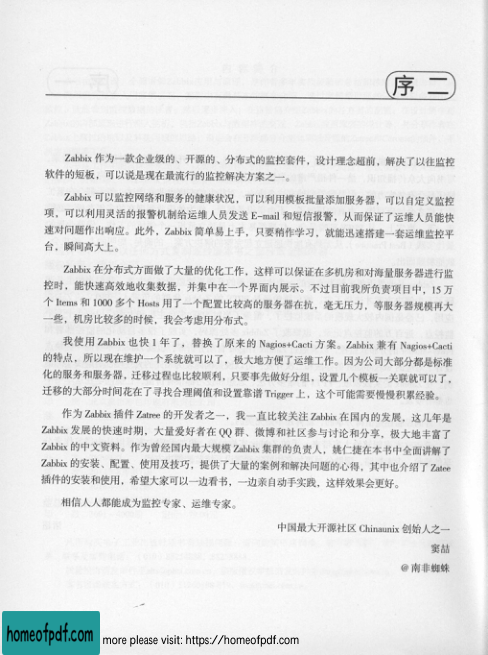 序二
Zabbix 作为一款企业级的、开源的、分布式的监控套件，设计理念超前，解决了以往监控
软件的短板，可以说是现在最流行的监控解决方案之一。
Zabbix 可以监控网络和服务的健康状况，可以利用模板批量添加服务器，可以自定义监控
项，可以利用灵活的报警机制给运维人员发送 E-mail 和短信报警，从而保证了运维人员能快
速对问题作出响应。此外，Zabbix 简单易上手，只要稍作学习，就能迅速搭建一套运维监控平
台，瞬间高大上。
Zabbix 在分布式方面做了大量的优化工作，这样可以保证在多机房和对海量服务器进行监
控时，能快速高效地收集数据，并集中在一个界面内展示。不过目前我所负责项目中，15 万
个 Items 和 1000 多个 Hosts 用了一个配置比较高的服务器在抗，毫无压力，等服务器规模再大
一些，机房比较多的时候，我会考虑用分布式。
我使用 Zabbix 也快 1 年了，替换了原来的 Nagios+Cacti 方案。Zabbix 兼有 Nagios+Cacti
的特点，所以现在维护一个系统就可以了，极大地方便了运维工作。因为公司大部分都是标准
化的服务和服务器，迁移过程也比较顺利，只要事先做好分组，设置几个模板一关联就可以了，
迁移的大部分时间花在了寻找合理阈值和设置靠谱 Trigger 上，这个可能需要慢慢积累经验。
作为 Zabbix 插件 Zatree 的开发者之一，我一直比较关注 Zabbix 在国内的发展，这几年是
Zabbix 发展的快速时期，大量爱好者在 QQ 群、微博和社区参与讨论和分享，极大地丰富了
Zabbix 的中文资料。作为曾经国内最大规模 Zabbix 集群的负责人，姚仁捷在本书中全面讲解了
Zabbix 的安装、配置、使用及技巧，提供了大量的案例和解决问题的心得，其中也介绍了 Zatee
插件的安装和使用，希望大家可以一边看书，一边亲自动手实践，这样效果会更好。
相信人人都能成为监控专家、运维专家。
中国最大开源社区 Chinaunix 创始人之一
窦喆
@南非蜘蛛
homeofpdf.com
more please visit: https://homeofpdf.com